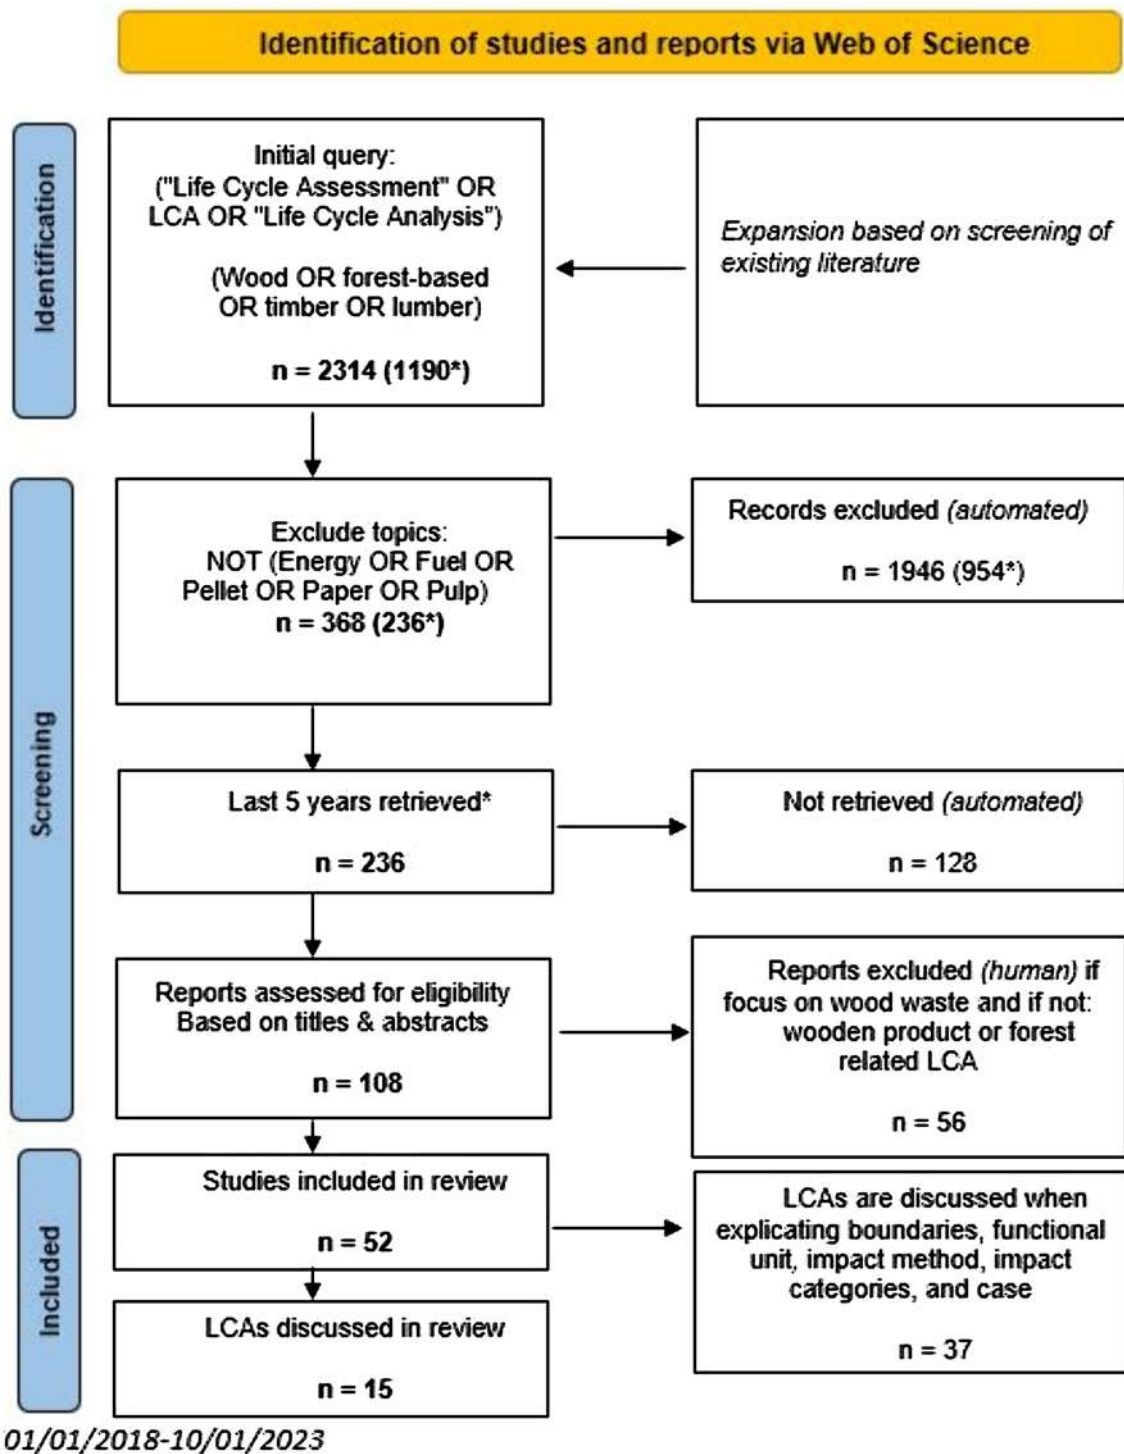 Identification of studies and reports via Web of Science
Identification
Initial query:
("Life Cycle Assessment" OR
LCA OR "Life Cycle Analysis")
(Wood OR forest-based
OR timber OR lumber)
n = 2314 (1190*)
Expansion based on screening of
existing literature
Screening
Exclude topics:
NOT (Energy OR Fuel OR
Pellet OR Paper OR Pulp)
n = 368 (236*)
Records excluded (automated)
n = 1946 (954*)
Last 5 years retrieved*
n = 236
Not retrieved (automated)
n = 128
Reports assessed for eligibility
Based on titles & abstracts
n = 108
Reports excluded (human) if
focus on wood waste and if not:
wooden product or forest
related LCA
n = 56
Included
Studies included in review
n = 52
LCAs are discussed when
explicating boundaries, functional
unit, impact method, impact
categories, and case
n = 37
LCAs discussed in review
n = 15
01/01/2018-10/01/2023